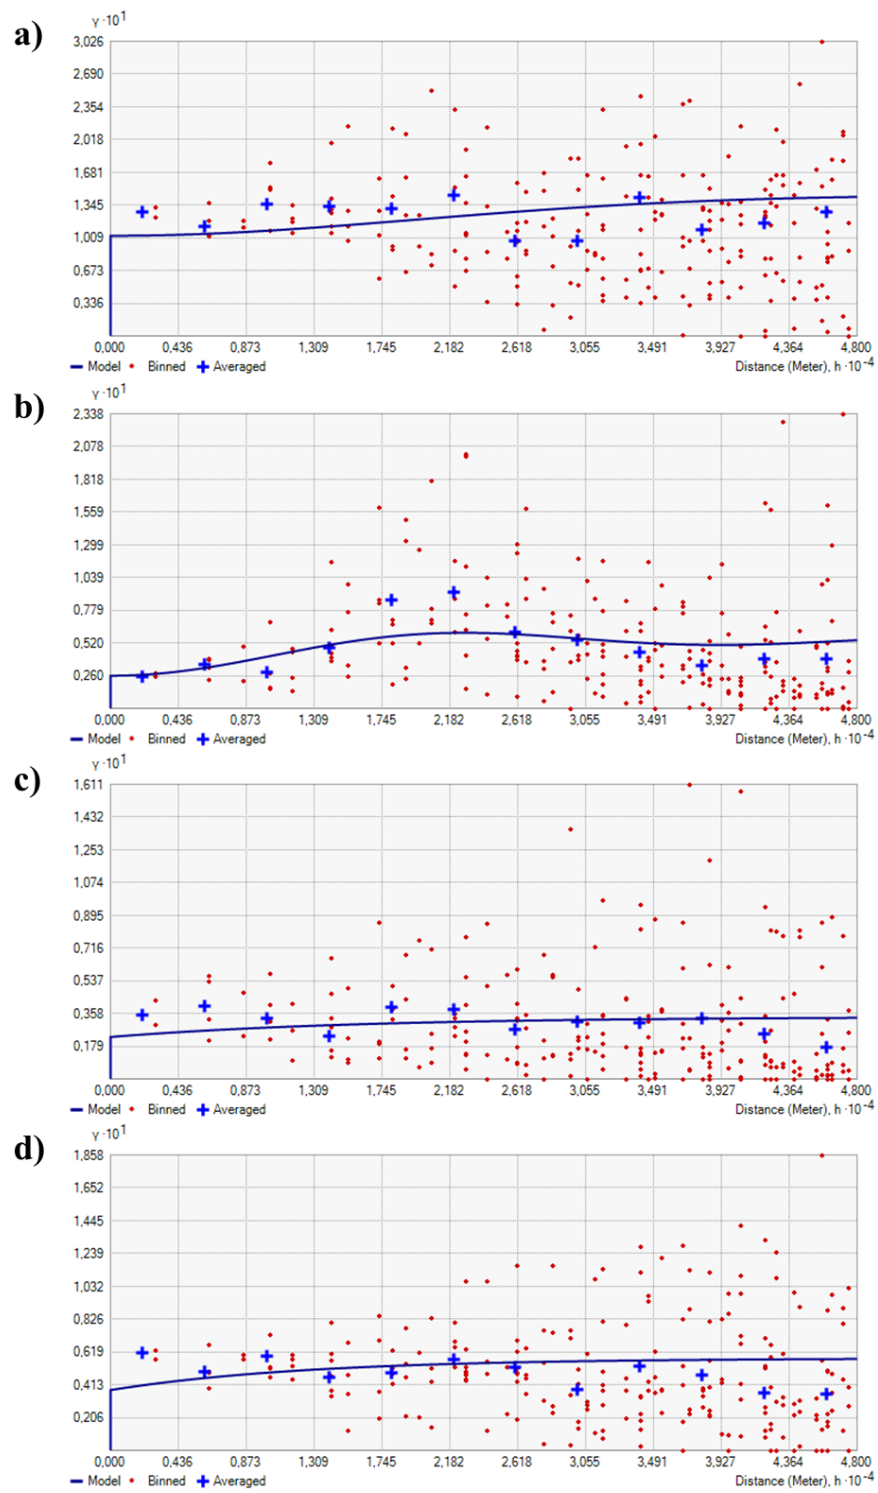 a)
γ ·10¹
3,026
2,690
2,354
2,018
1,681
1,345
1,009
0,673
0,336
0,000 0,436 0,873 1,309 1,745 2,182 2,618 3,055 3,491 3,927 4,364 4,800
Model Binned Averaged Distance (Meter), h ·10⁻⁴
b)
γ ·10¹
2,338
2,078
1,818
1,559
1,299
1,039
0,779
0,520
0,260
0,000 0,436 0,873 1,309 1,745 2,182 2,618 3,055 3,491 3,927 4,364 4,800
Model Binned Averaged Distance (Meter), h ·10⁻⁴
c)
γ ·10¹
1,611
1,432
1,253
1,074
0,895
0,716
0,537
0,358
0,179
0,000 0,436 0,873 1,309 1,745 2,182 2,618 3,055 3,491 3,927 4,364 4,800
Model Binned Averaged Distance (Meter), h ·10⁻⁴
d)
γ ·10¹
1,858
1,652
1,445
1,239
1,032
0,826
0,619
0,413
0,206
0,000 0,436 0,873 1,309 1,745 2,182 2,618 3,055 3,491 3,927 4,364 4,800
Model Binned Averaged Distance (Meter), h ·10⁻⁴